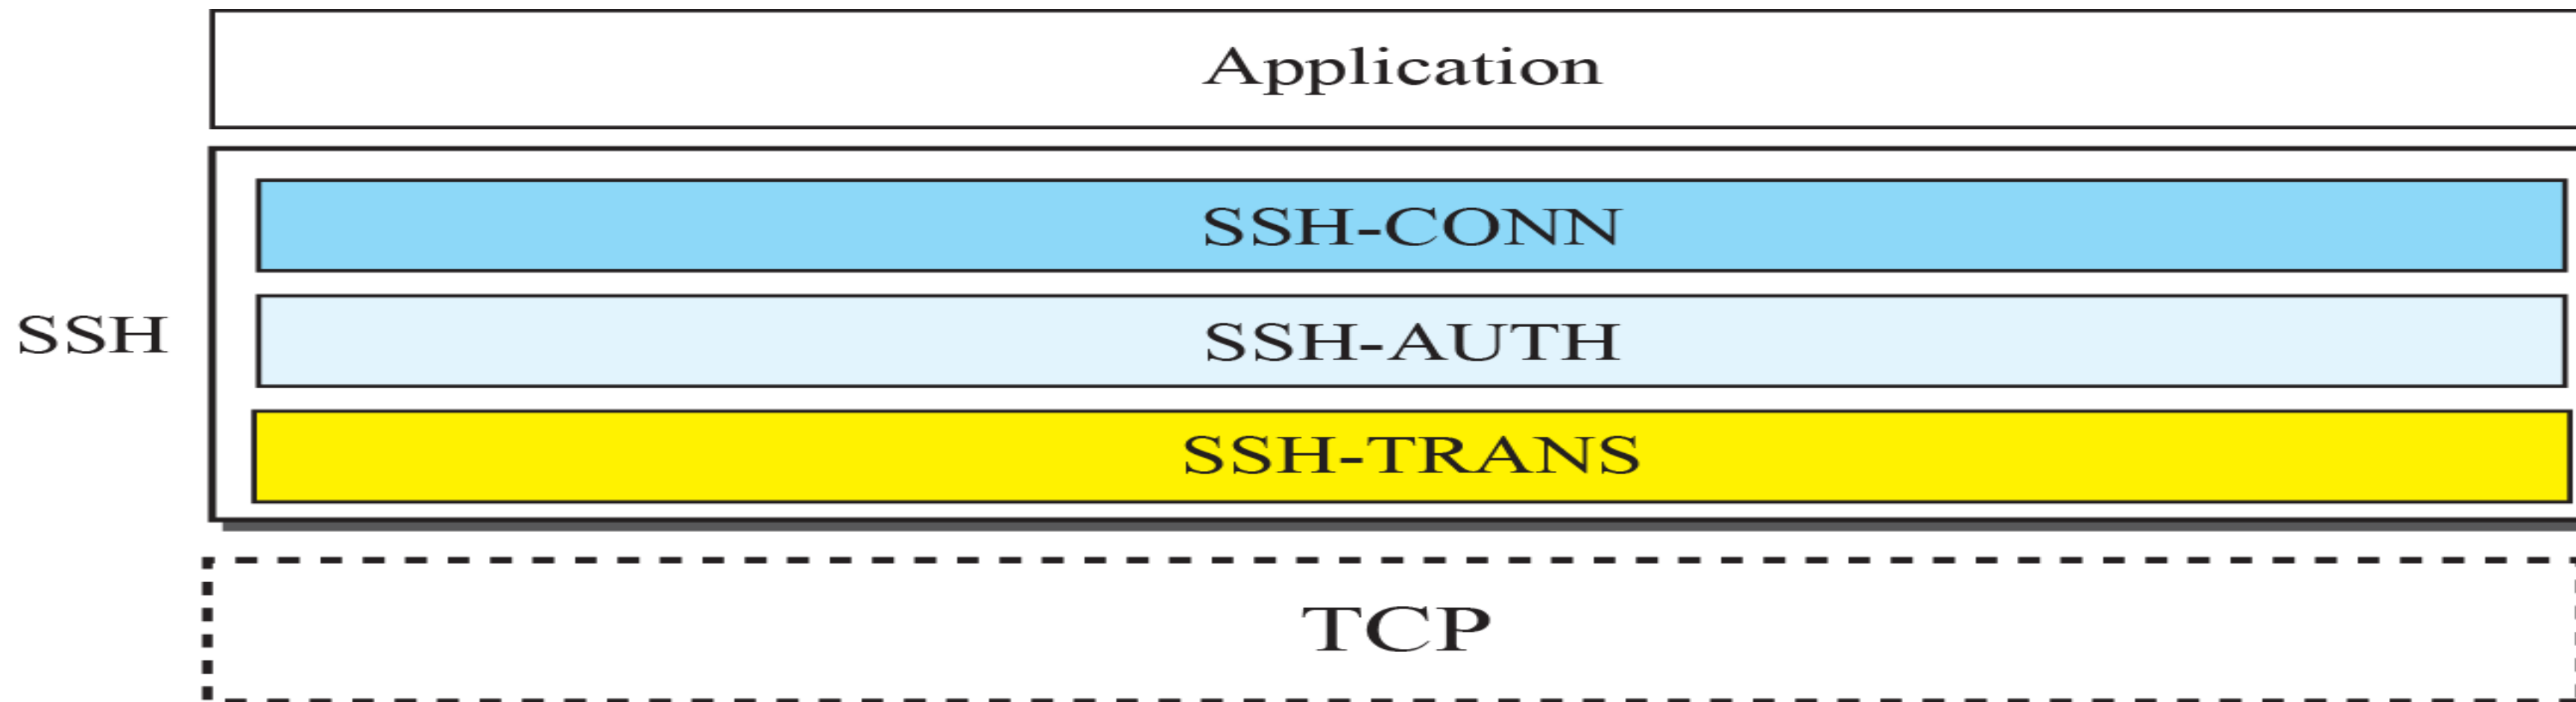 Application
SSH-CONN
SSH
SSH-AUTH
SSH-TRANS
TCP